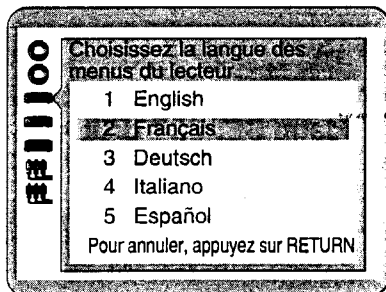 Choisissez la langue des
menus du lecteur
1 English
2 Français
3 Deutsch
4 Italiano
5 Español
Pour annuler, appuyez sur RETURN